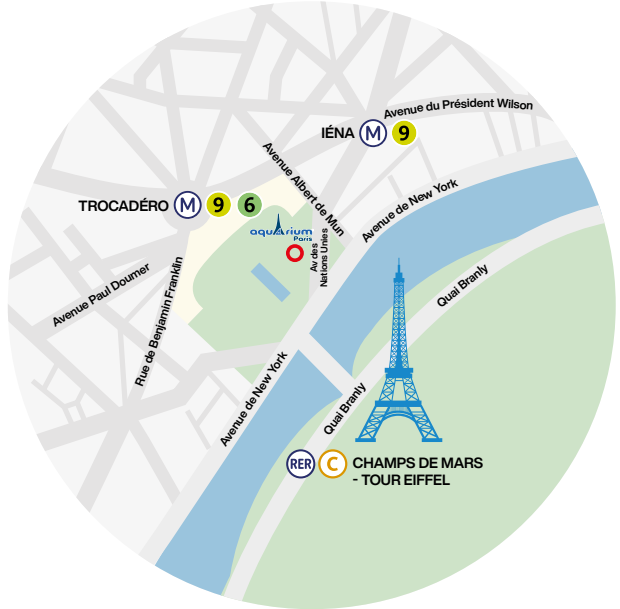 Avenue du Président Wilson
IÉNA M 9
Avenue Albert de Mun
TROCADÉRO M 9 6
Avenue de New York
aquarium
Paris
Av des
Nations Unies
Avenue Paul Doumer
Rue de Benjamin Franklin
Quai Branly
Avenue de New York
Quai Branly
RER C CHAMPS DE MARS
- TOUR EIFFEL